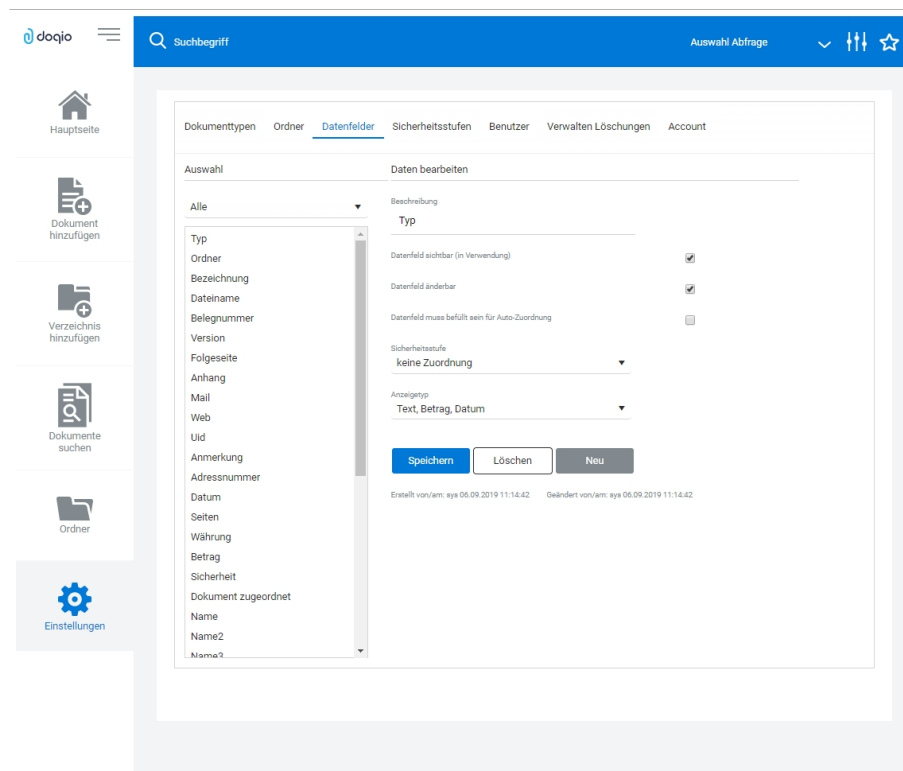 doqio
Suchbegriff
Auswahl Abfrage
Hauptseite
Dokument
hinzufügen
Verzeichnis
hinzufügen
Dokumente
suchen
Ordner
Einstellungen
Dokumenttypen Ordner Datenfelder Sicherheitsstufen Benutzer Verwalten Löschungen Account
Auswahl
Alle
Typ
Ordner
Bezeichnung
Dateiname
Belegnummer
Version
Folgeseite
Anhang
Mail
Web
Uid
Anmerkung
Adressnummer
Datum
Seiten
Währung
Betrag
Sicherheit
Dokument zugeordnet
Name
Name2
Name3
Daten bearbeiten
Beschreibung
Typ
Datenfeld sichtbar (in Verwendung)
Datenfeld änderbar
Datenfeld muss befüllt sein für Auto-Zuordnung
Sicherheitsstufe
keine Zuordnung
Anzeigetyp
Text, Betrag, Datum
Speichern Löschen Neu
Erstellt von/am: sys 06.09.2019 11:14:42 Geändert von/am: sys 06.09.2019 11:14:42